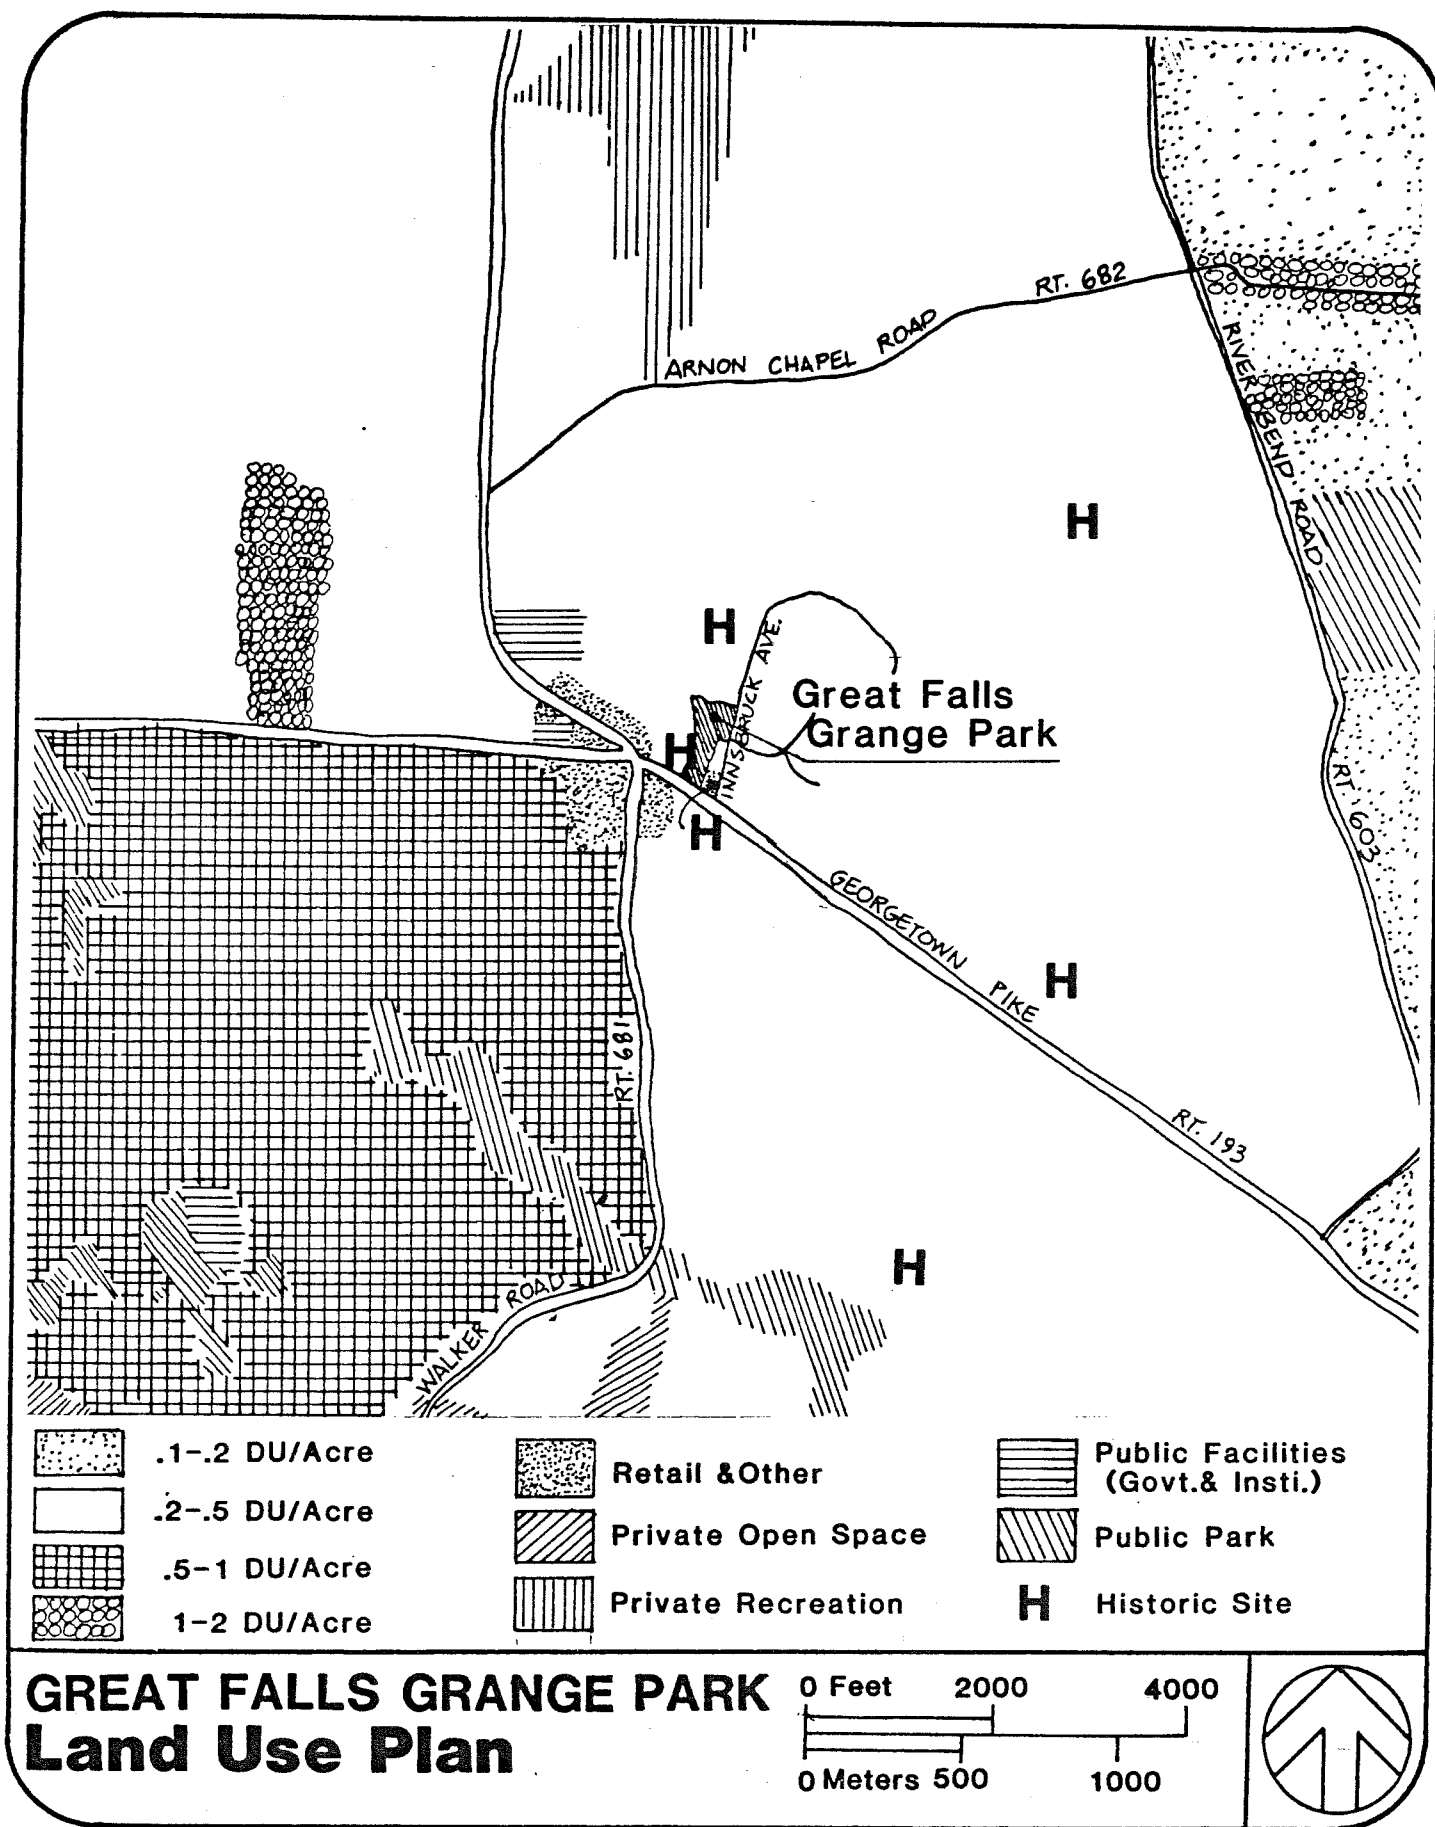 RT. 682
ARNON CHAPEL ROAD
RIVER BEND ROAD
H
H
INNSBRUCK AVE.
Great Falls
Grange Park
H
H
RT. 603
GEORGETOWN PIKE
H
RT. 681
RT. 193
H
WALKER ROAD
.1-.2 DU/Acre
.2-.5 DU/Acre
.5-1 DU/Acre
1-2 DU/Acre
Retail &Other
Private Open Space
Private Recreation
Public Facilities
(Govt.& Insti.)
Public Park
H Historic Site
GREAT FALLS GRANGE PARK
Land Use Plan
0 Feet 2000 4000
0 Meters 500 1000